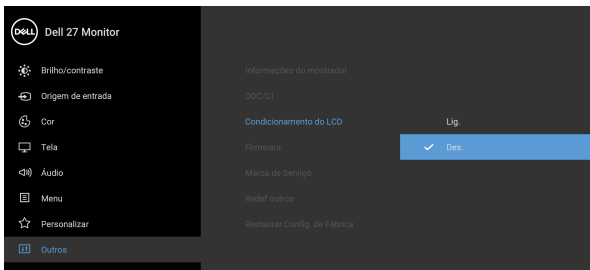 DELL Dell 27 Monitor
Brilho/contraste
Informações do mostrador
Origem de entrada
DDC/CI
Cor
Condicionamento do LCD
Lig.
Tela
Firmware
Des.
Áudio
Marca de Serviço
Menu
Redef outros
Personalizar
Restaurar Config. de Fábrica
Outros